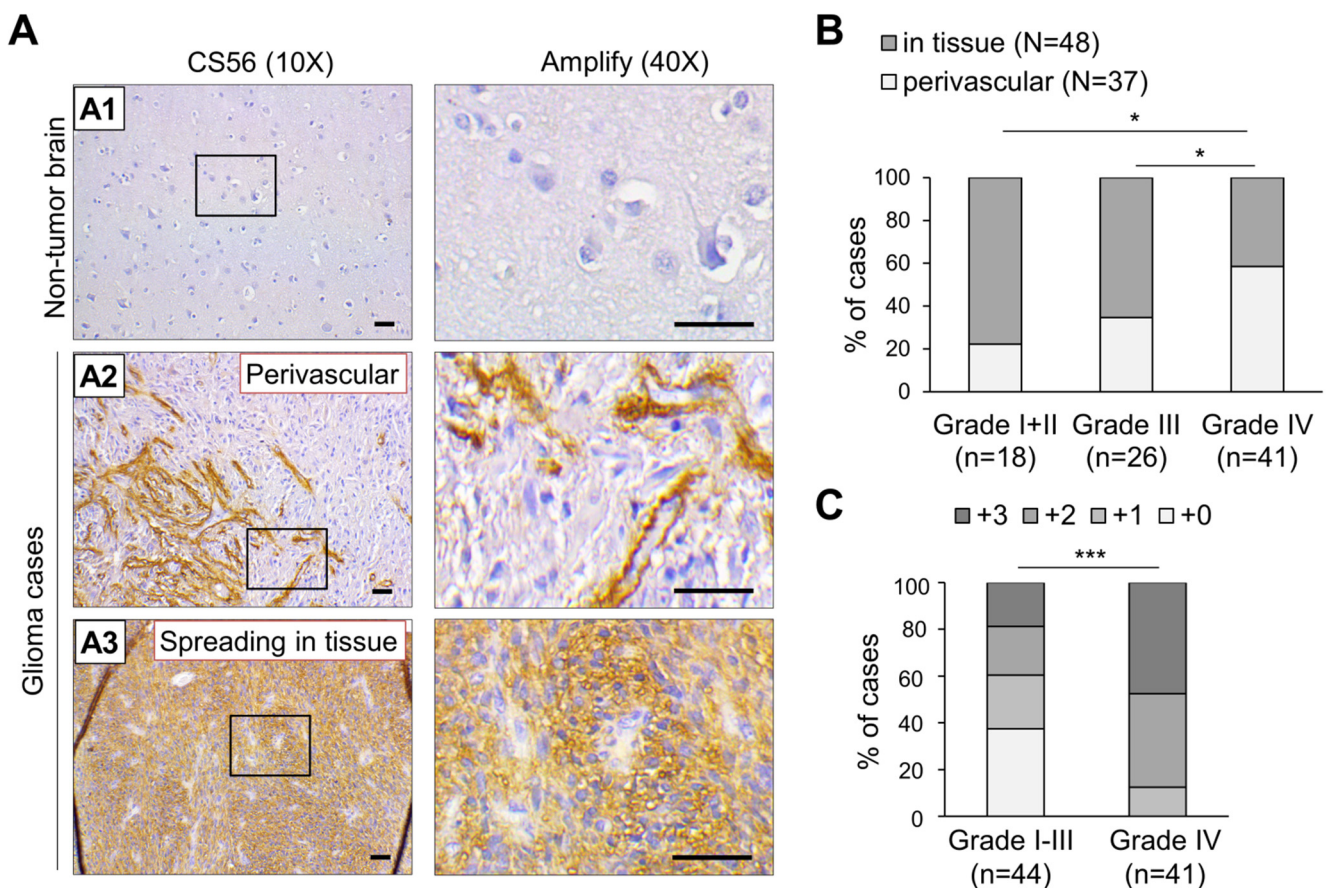 A
CS56 (10X)
Amplify (40X)
Non-tumor brain
A1
Glioma cases
A2
Perivascular
A3
Spreading in tissue
B
in tissue (N=48)
perivascular (N=37)
*
*
% of cases
100
80
60
40
20
0
Grade I+II
(n=18)
Grade III
(n=26)
Grade IV
(n=41)
C
+3 +2 +1 +0
***
% of cases
100
80
60
40
20
0
Grade I-III
(n=44)
Grade IV
(n=41)